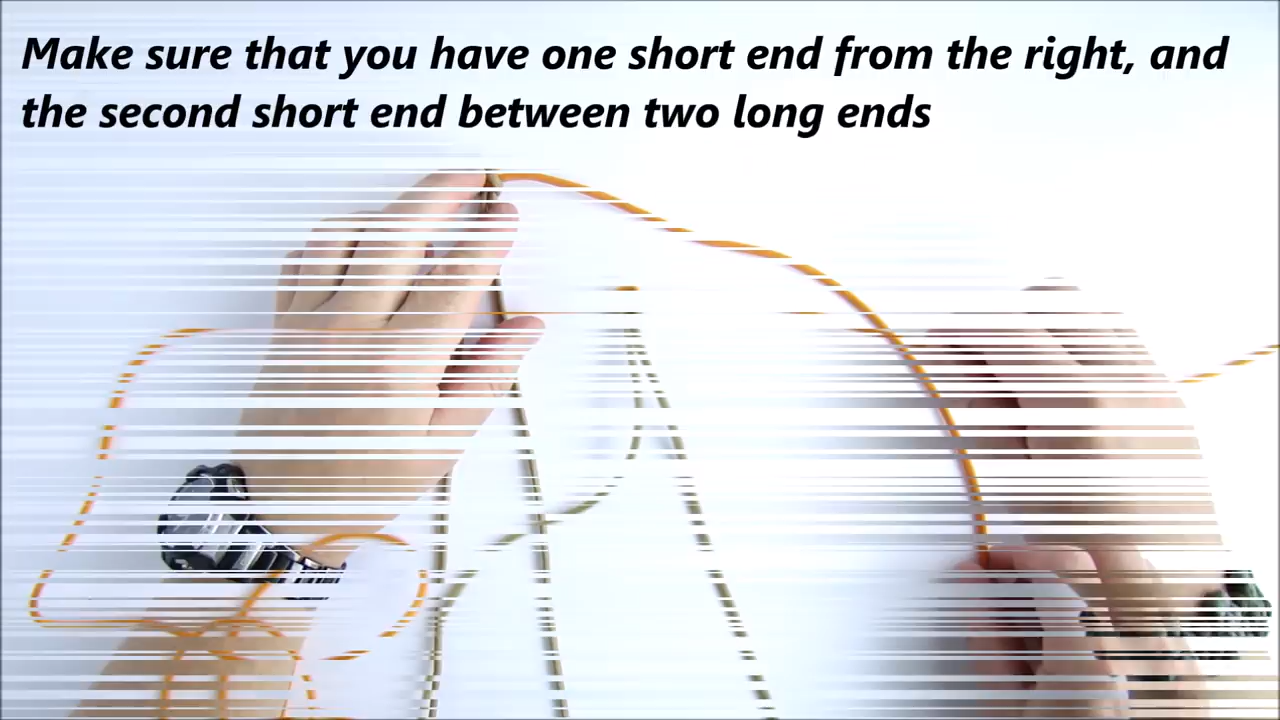 Make sure that you have one short end from the right, and
the second short end between two long ends